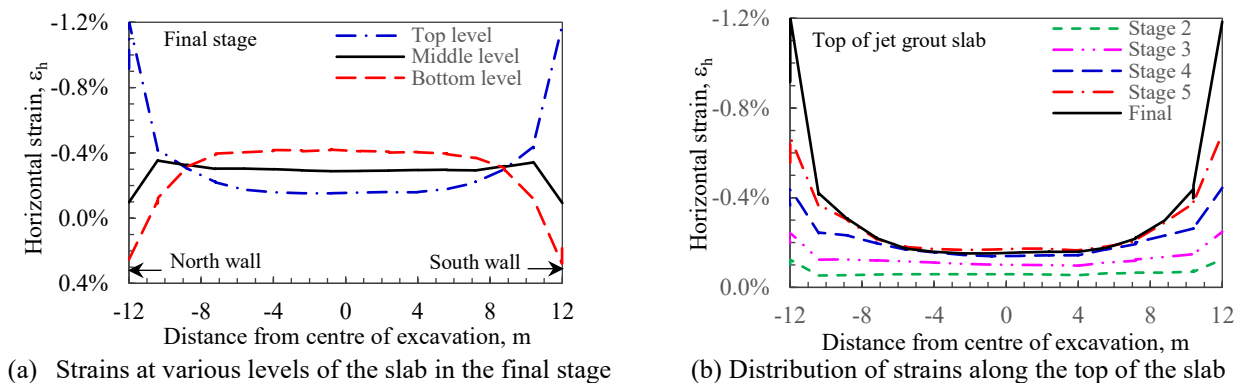 -1.2%
-0.8%
-0.4%
0.0%
0.4%
Horizontal strain, εh
Final stage
Top level
Middle level
Bottom level
North wall
South wall
-12 -8 -4 0 4 8 12
Distance from centre of excavation, m
(a) Strains at various levels of the slab in the final stage
-1.2%
-0.8%
-0.4%
0.0%
Horizontal strain, εh
Top of jet grout slab
Stage 2
Stage 3
Stage 4
Stage 5
Final
-12 -8 -4 0 4 8 12
Distance from centre of excavation, m
(b) Distribution of strains along the top of the slab